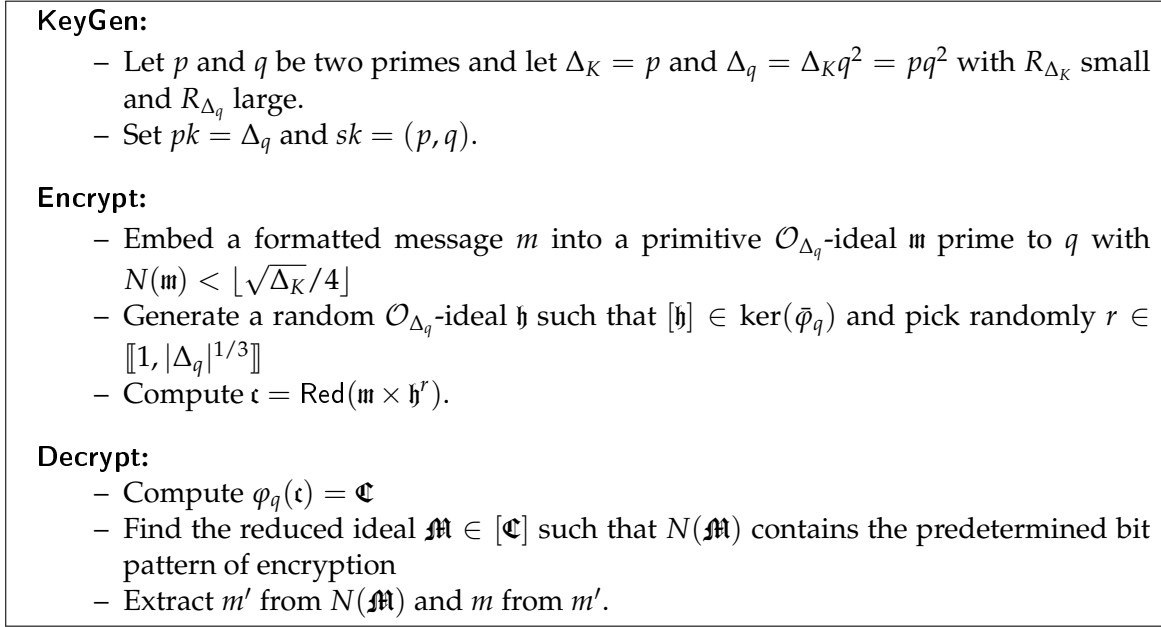 KeyGen:
– Let p and q be two primes and let Δ_K = p and Δ_q = Δ_K q² = pq² with R_{Δ_K} small
and R_{Δ_q} large.
– Set pk = Δ_q and sk = (p, q).
Encrypt:
– Embed a formatted message m into a primitive 𝒪_{Δ_q}-ideal 𝔪 prime to q with
N(𝔪) < ⌊√Δ_K/4⌋
– Generate a random 𝒪_{Δ_q}-ideal 𝔥 such that [𝔥] ∈ ker(φ̄_q) and pick randomly r ∈
⟦1, |Δ_q|^{1/3}⟧
– Compute 𝔠 = Red(𝔪 × 𝔥^r).
Decrypt:
– Compute φ_q(𝔠) = 𝕮
– Find the reduced ideal 𝕸 ∈ [𝕮] such that N(𝕸) contains the predetermined bit
pattern of encryption
– Extract m′ from N(𝕸) and m from m′.